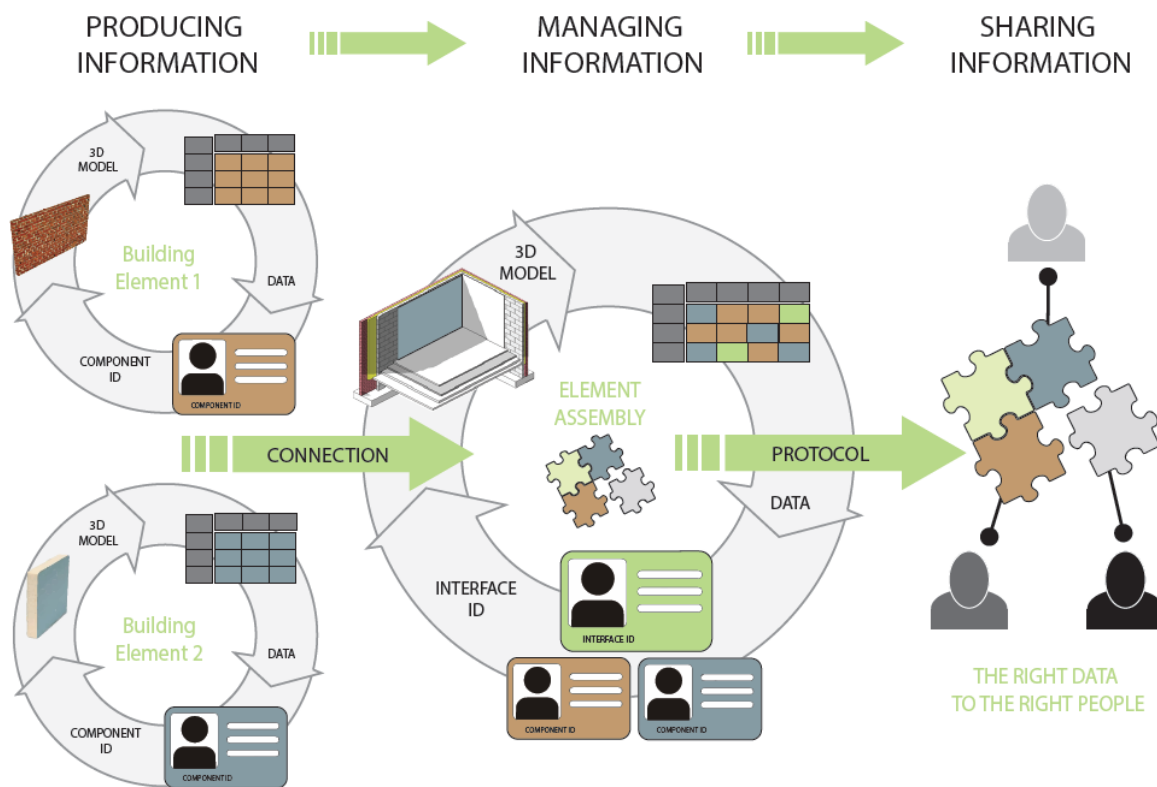 PRODUCING
INFORMATION
MANAGING
INFORMATION
SHARING
INFORMATION
3D
MODEL
Building
Element 1
DATA
COMPONENT
ID
COMPONENT ID
CONNECTION
3D
MODEL
Building
Element 2
DATA
COMPONENT
ID
COMPONENT ID
3D
MODEL
ELEMENT
ASSEMBLY
PROTOCOL
DATA
INTERFACE
ID
INTERFACE ID
COMPONENT ID
COMPONENT ID
THE RIGHT DATA
TO THE RIGHT PEOPLE